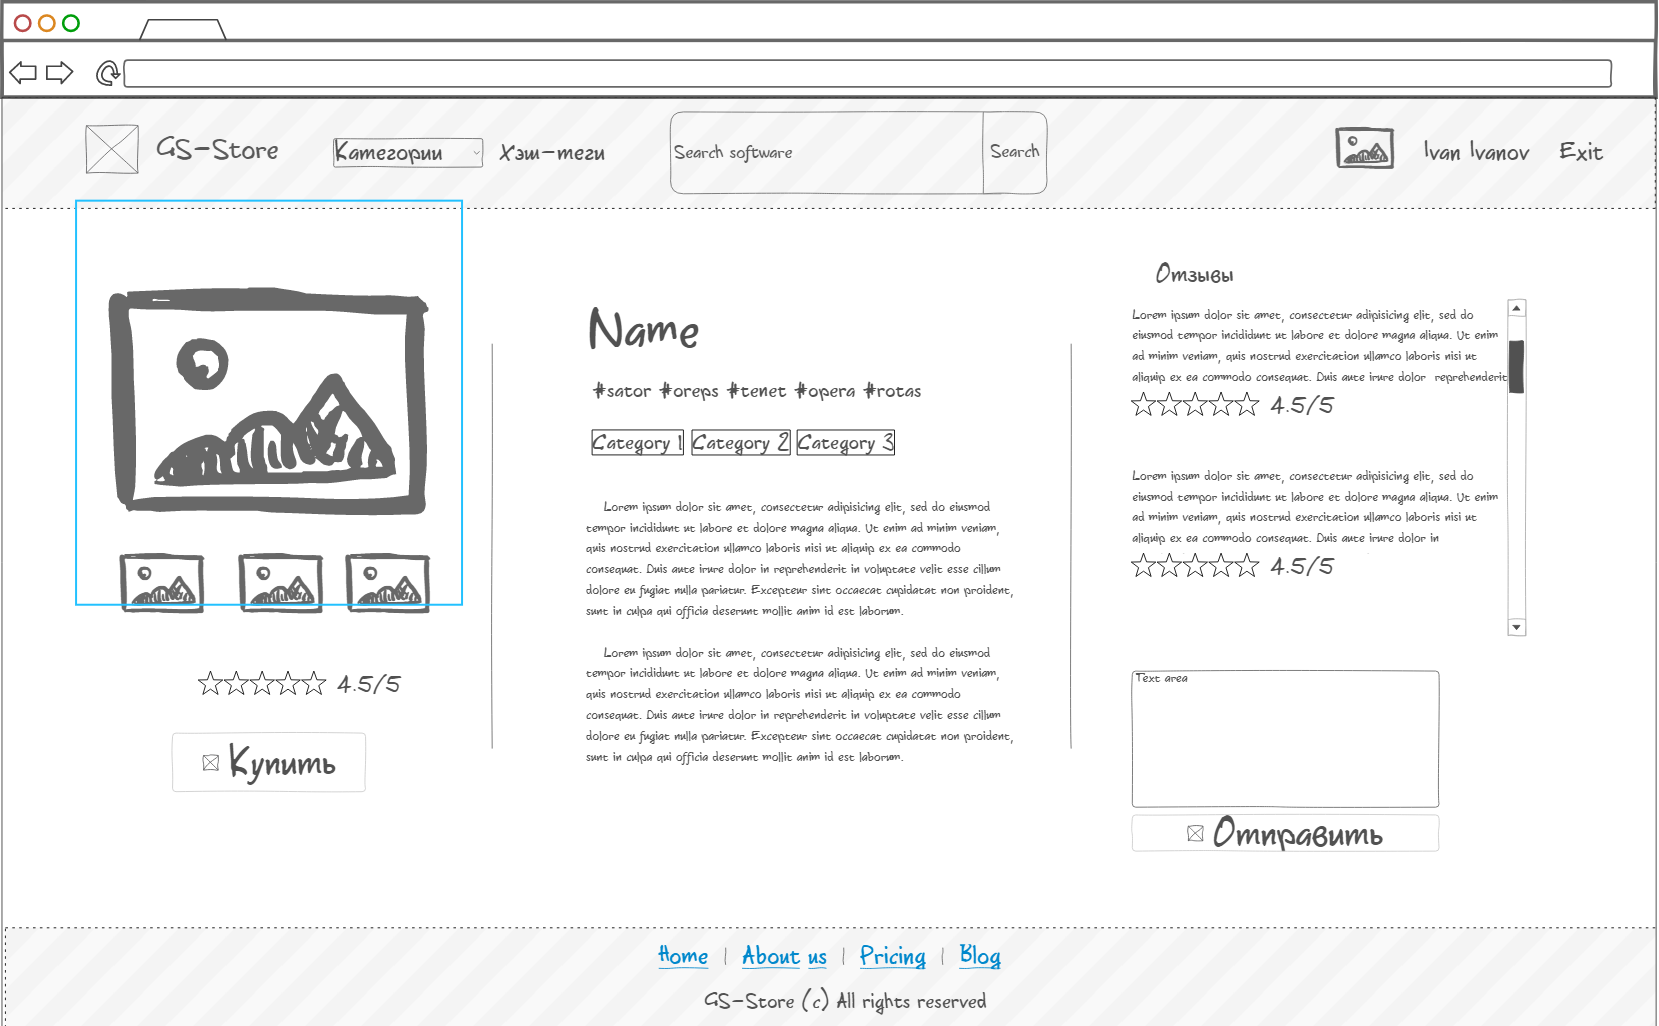 GS-Store
Категории
Хэш-теги
Search software
Search
Ivan Ivanov
Exit
4.5/5
Купить
Name
#sator #oreps #tenet #opera #rotas
Category 1 Category 2 Category 3
Lorem ipsum dolor sit amet, consectetur adipisicing elit, sed do eiusmod
tempor incididunt ut labore et dolore magna aliqua. Ut enim ad minim veniam,
quis nostrud exercitation ullamco laboris nisi ut aliquip ex ea commodo
consequat. Duis aute irure dolor in reprehenderit in voluptate velit esse cillum
dolore eu fugiat nulla pariatur. Excepteur sint occaecat cupidatat non proident,
sunt in culpa qui officia deserunt mollit anim id est laborum.
Lorem ipsum dolor sit amet, consectetur adipisicing elit, sed do eiusmod
tempor incididunt ut labore et dolore magna aliqua. Ut enim ad minim veniam,
quis nostrud exercitation ullamco laboris nisi ut aliquip ex ea commodo
consequat. Duis aute irure dolor in reprehenderit in voluptate velit esse cillum
dolore eu fugiat nulla pariatur. Excepteur sint occaecat cupidatat non proident,
sunt in culpa qui officia deserunt mollit anim id est laborum.
Отзывы
Lorem ipsum dolor sit amet, consectetur adipisicing elit, sed do
eiusmod tempor incididunt ut labore et dolore magna aliqua. Ut enim
ad minim veniam, quis nostrud exercitation ullamco laboris nisi ut
aliquip ex ea commodo consequat. Duis aute irure dolor reprehenderit
4.5/5
Lorem ipsum dolor sit amet, consectetur adipisicing elit, sed do
eiusmod tempor incididunt ut labore et dolore magna aliqua. Ut enim
ad minim veniam, quis nostrud exercitation ullamco laboris nisi ut
aliquip ex ea commodo consequat. Duis aute irure dolor in
4.5/5
Text area
Отправить
Home | About us | Pricing | Blog
GS-Store (c) All rights reserved